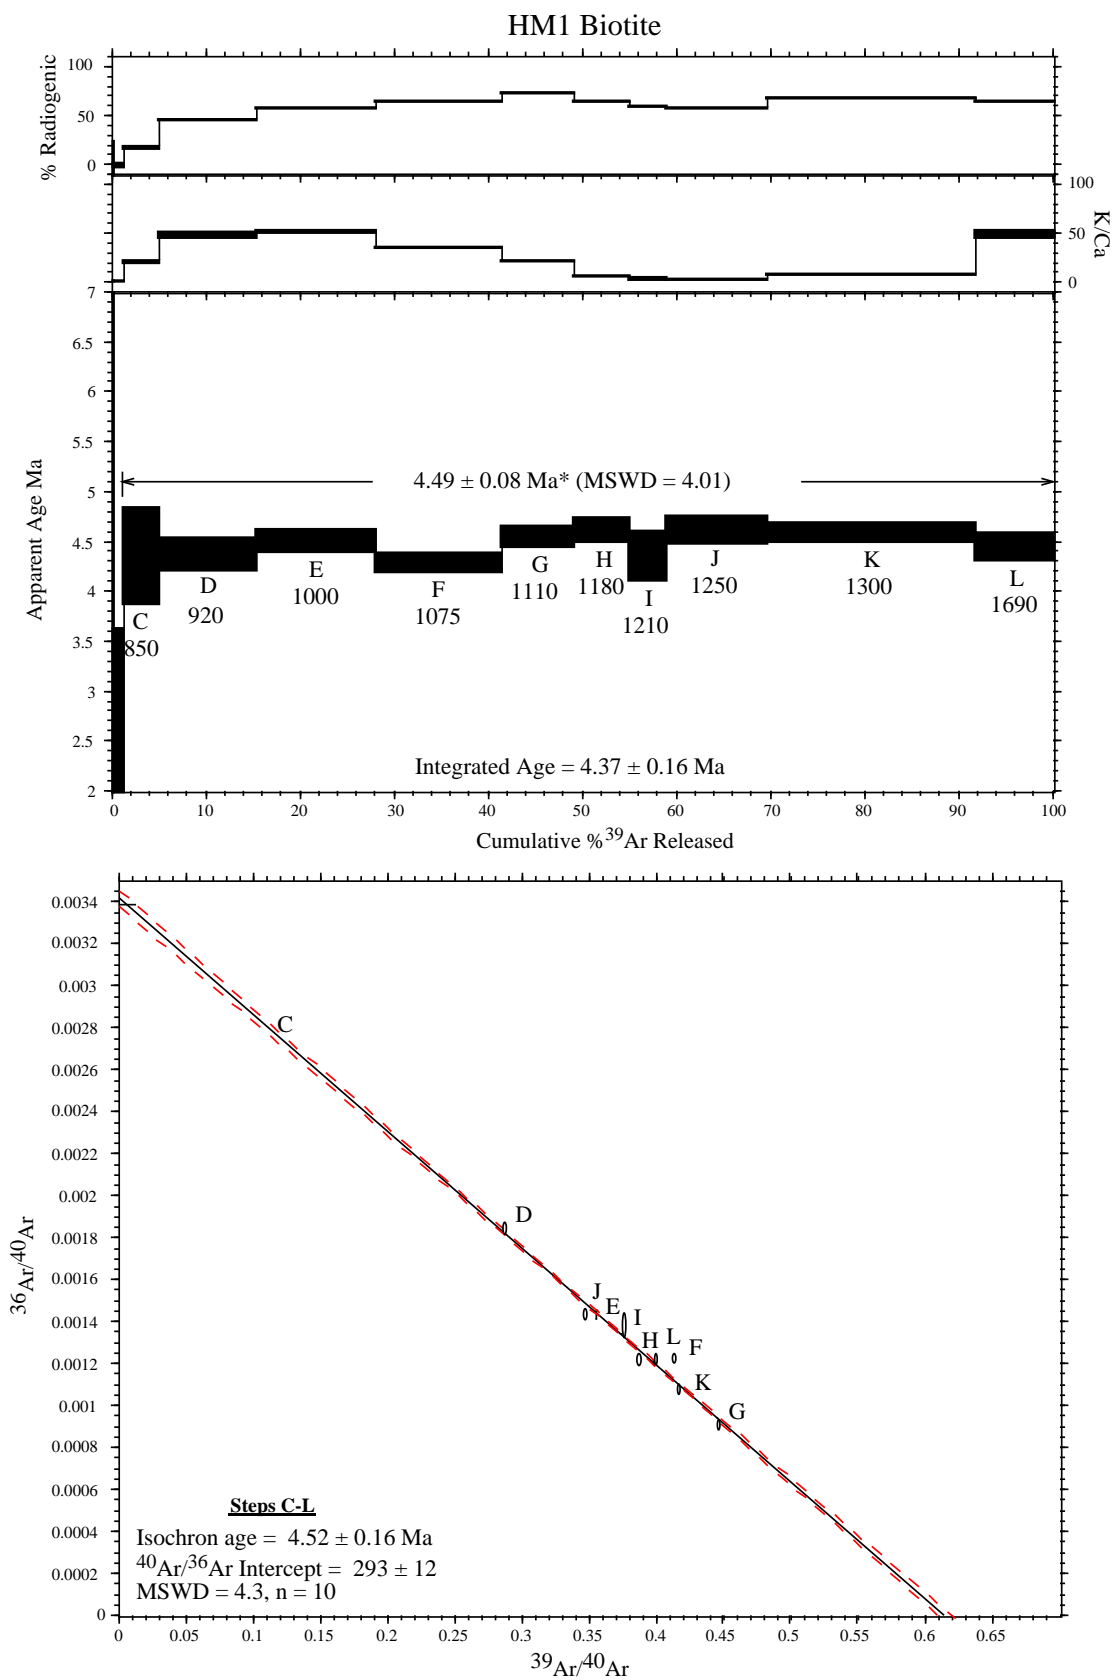 HM1 Biotite
% Radiogenic
100
50
0
K/Ca
100
50
0
Apparent Age Ma
7
6.5
6
5.5
5
4.5
4
3.5
3
2.5
2
4.49 ± 0.08 Ma* (MSWD = 4.01)
C
850
D
920
E
1000
F
1075
G
1110
H
1180
I
1210
J
1250
K
1300
L
1690
Integrated Age = 4.37 ± 0.16 Ma
0 10 20 30 40 50 60 70 80 90 100
Cumulative %39Ar Released
36Ar/40Ar
0.0034
0.0032
0.003
0.0028
0.0026
0.0024
0.0022
0.002
0.0018
0.0016
0.0014
0.0012
0.001
0.0008
0.0006
0.0004
0.0002
0
C
D
J
E
I
H
L
F
K
G
Steps C-L
Isochron age = 4.52 ± 0.16 Ma
40Ar/36Ar Intercept = 293 ± 12
MSWD = 4.3, n = 10
0 0.05 0.1 0.15 0.2 0.25 0.3 0.35 0.4 0.45 0.5 0.55 0.6 0.65
39Ar/40Ar